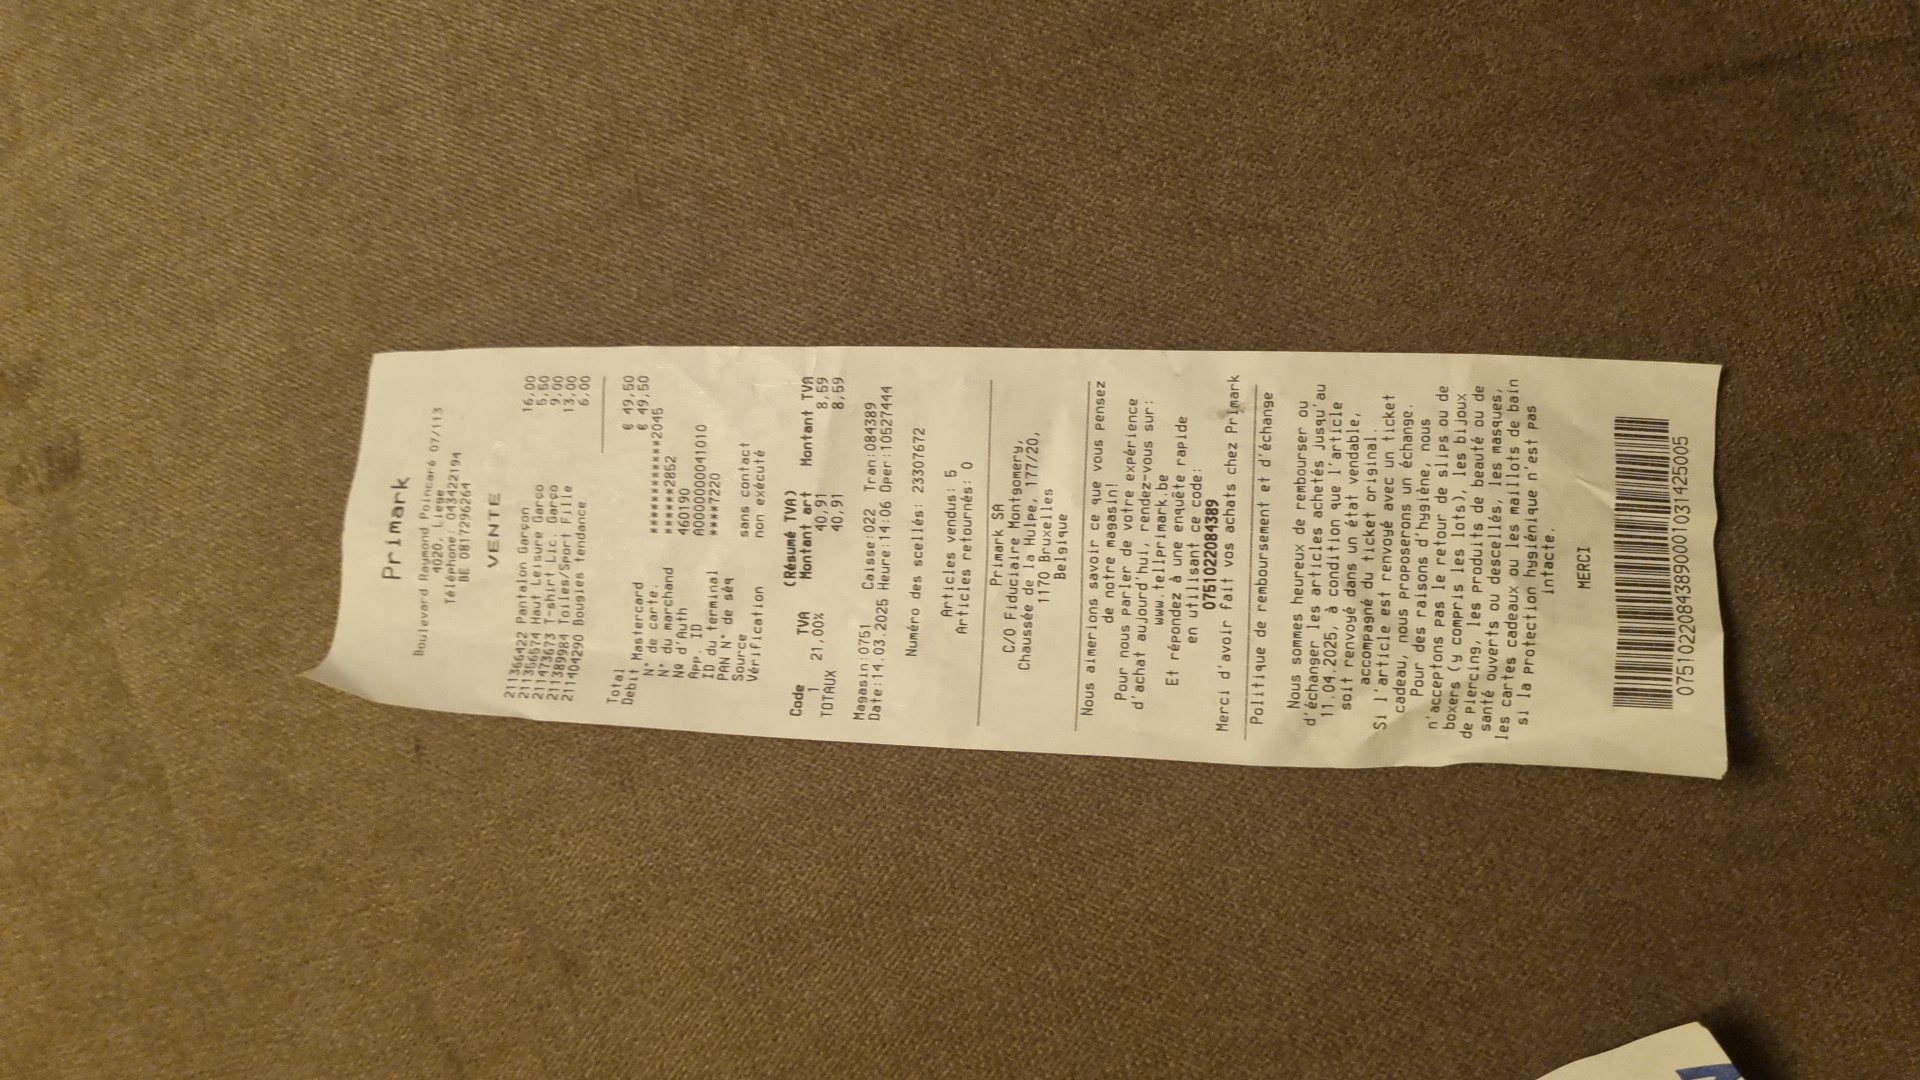 Primark
Boulevard Raymond Poincaré 07/13
4020, Liege
Téléphone: 043422194
BE 0817296264
VENTE
211366422 Pantalon Garçon 16,00
211356574 Haut Leisure Garço 5,50
211473673 T-shirt Lic. Garço 9,00
211389984 Toiles/Sport Fille 13,00
211404290 Bougies tendance 6,00
Total € 49,50
Debit Mastercard € 49,50
N° de carte. ************2045
N° du marchand ******2852
Nº d'Auth 460190
App. ID A0000000041010
ID du terminal ****7220
PAN N° de séq
Source sans contact
Vérification non exécuté
(Résumé TVA)
Code TVA Montant art Montant TVA
1 21,00% 40,91 8,59
TOTAUX 40,91 8,59
Magasin:0751 Caisse:022 Tran:084389
Date:14.03.2025 Heure:14:06 Oper:10527444
Numéro des scellés: 23307672
Articles vendus: 5
Articles retournés: 0
Primark SA
C/O Fiduciaire Montgomery,
Chaussée de la Hulpe, 177/20,
1170 Bruxelles
Belgique
Nous aimerions savoir ce que vous pensez
de notre magasin!
Pour nous parler de votre expérience
d'achat aujourd'hui, rendez-vous sur:
www.tellprimark.be
Et répondez à une enquête rapide
en utilisant ce code:
075102208 4389
Merci d'avoir fait vos achats chez Primark
Politique de remboursement et d'échange
Nous sommes heureux de rembourser ou
d'échanger les articles achetés jusqu'au
11.04.2025, à condition que l'article
soit renvoyé dans un état vendable,
accompagné du ticket original.
Si l'article est renvoyé avec un ticket
cadeau, nous proposerons un échange.
Pour des raisons d'hygiène, nous
n'acceptons pas le retour de slips ou de
boxers (y compris les lots), les bijoux
de piercing, les produits de beauté ou de
santé ouverts ou descellés, les masques,
les cartes cadeaux ou les maillots de bain
si la protection hygiénique n'est pas
intacte.
MERCI
07510220843890001031425005